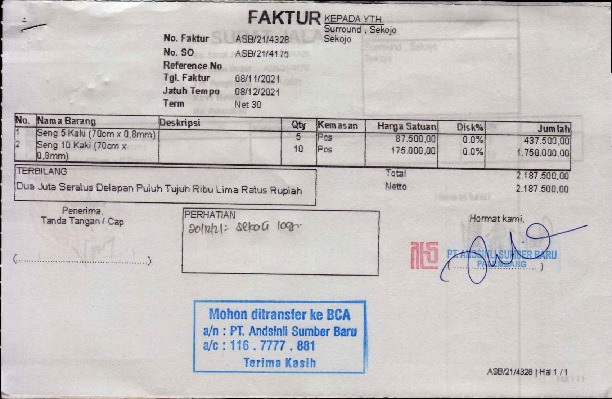 FAKTUR
KEPADA YTH.
Surround , Sekojo
Sekojo
No. Faktur ASB/21/4328
No. SO ASB/21/4125
Reference No
Tgl. Faktur 08/11/2021
Jatuh Tempo 08/12/2021
Term Net 30
No. Nama Barang Deskripsi Qty Kemasan Harga Satuan Disk% Jumlah
1 Seng 5 Kaki (70cm x 0,8mm) 5 Pcs 87.500,00 0.0% 437.500,00
2 Seng 10 Kaki (70cm x 10 Pcs 175.000,00 0.0% 1.750.000,00
0,8mm)
TERBILANG
Dua Juta Seratus Delapan Puluh Tujuh Ribu Lima Ratus Rupiah
Total 2.187.500,00
Netto 2.187.500,00
Penerima,
Tanda Tangan / Cap
(..............................)
PERHATIAN
sekali lagi
Hormat kami,
PT. ANDSINLI SUMBER BARU
PALEMBANG
Mohon ditransfer ke BCA
a/n : PT. Andsinli Sumber Baru
a/c : 116 . 7777 . 881
Terima Kasih
ASB/21/4328 | Hal 1 / 1